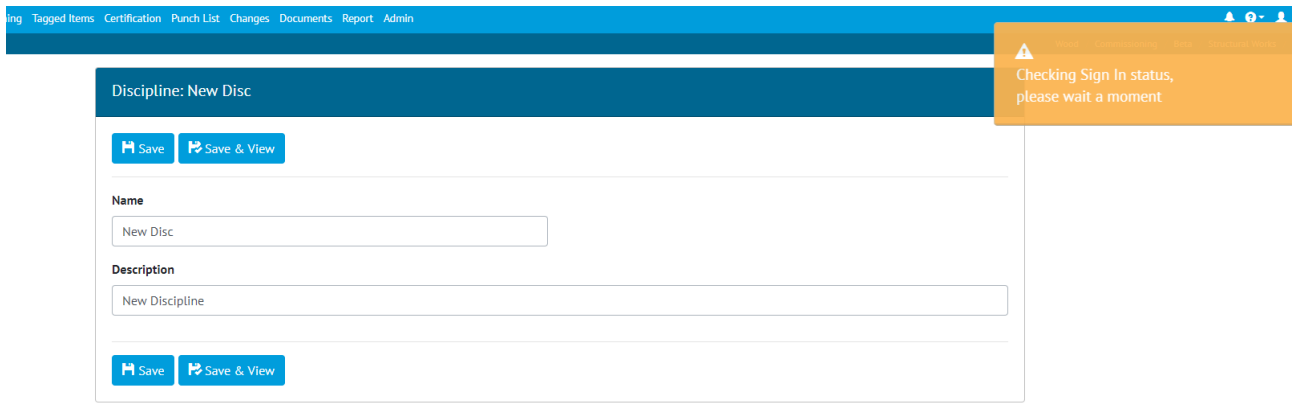 ing Tagged Items Certification Punch List Changes Documents Report Admin
Checking Sign In status,
please wait a moment
Discipline: New Disc
Save Save & View
Name
New Disc
Description
New Discipline
Save Save & View